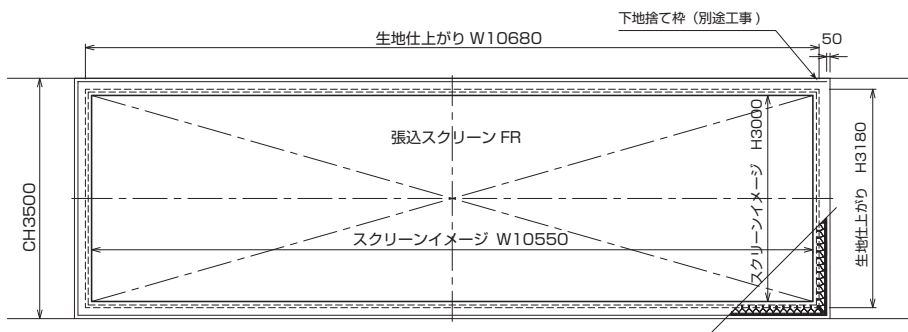 下地捨て枠（別途工事）
生地仕上がり W10680
50
張込スクリーン FR
スクリーンイメージ H3000
生地仕上がり H3180
CH3500
スクリーンイメージ W10550